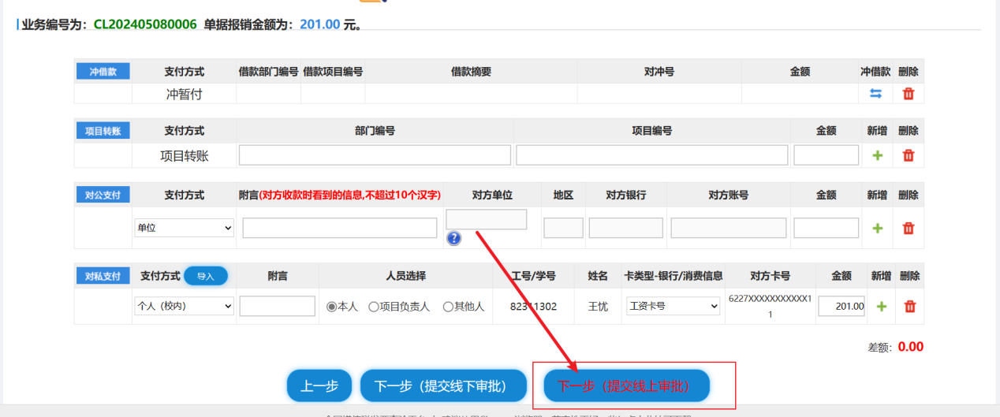 业务编号为：CL202405080006 单据报销金额为：201.00 元。
冲借款 支付方式 借款部门编号 借款项目编号 借款摘要 对冲号 金额 冲借款 删除
冲暂付
项目转账 支付方式 部门编号 项目编号 金额 新增 删除
项目转账
对公支付 支付方式 附言(对方收款时看到的信息,不超过10个汉字) 对方单位 地区 对方银行 对方账号 金额 新增 删除
单位
?
对私支付 支付方式 导入 附言 人员选择 工号/学号 姓名 卡类型-银行/消费信息 对方卡号 金额 新增 删除
个人（校内） 本人 项目负责人 其他人 82311302 王忧 工资卡号 6227XXXXXXXXXXX1 201.00
1
差额：0.00
上一步 下一步（提交线下审批） 下一步（提交线上审批）